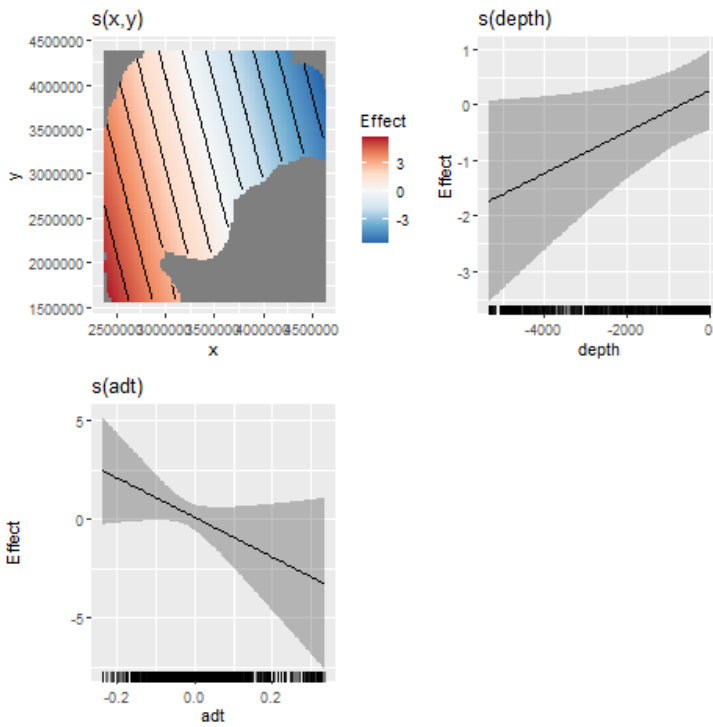 s(x,y)
4500000
4000000
3500000
3000000
2500000
2000000
1500000
y
2500000 3000000 3500000 4000000 4500000
x
Effect
3
0
-3
s(depth)
1
0
-1
-2
-3
Effect
-4000 -2000 0
depth
s(adt)
5
0
-5
Effect
-0.2 0.0 0.2
adt